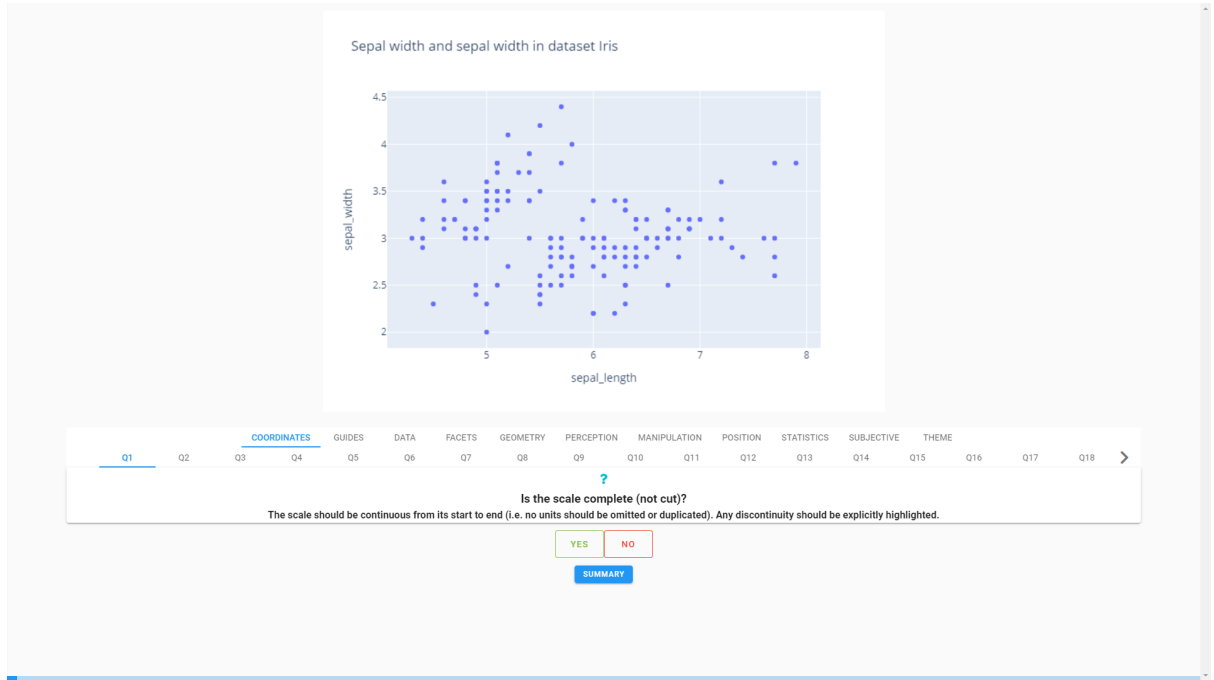 Sepal width and sepal width in dataset Iris
4.5
4
3.5
3
2.5
2
sepal_width
5 6 7 8
sepal_length
COORDINATES GUIDES DATA FACETS GEOMETRY PERCEPTION MANIPULATION POSITION STATISTICS SUBJECTIVE THEME
Q1 Q2 Q3 Q4 Q5 Q6 Q7 Q8 Q9 Q10 Q11 Q12 Q13 Q14 Q15 Q16 Q17 Q18
?
Is the scale complete (not cut)?
The scale should be continuous from its start to end (i.e. no units should be omitted or duplicated). Any discontinuity should be explicitly highlighted.
YES NO
SUMMARY